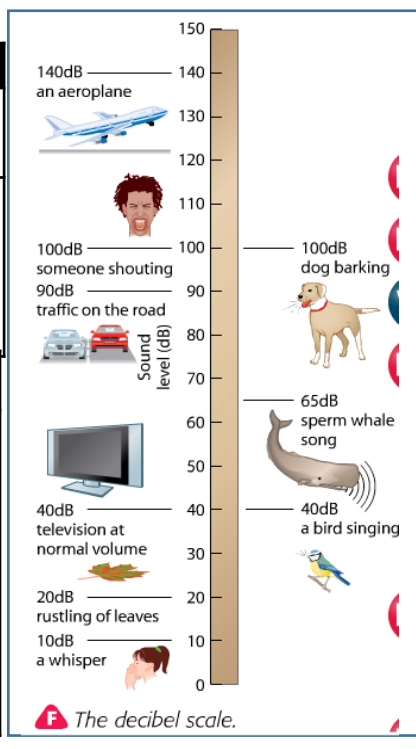 150
140dB
an aeroplane
140
130
120
110
100dB
someone shouting
100
100dB
dog barking
90dB
traffic on the road
90
Sound
level (dB)
80
70
65dB
sperm whale
song
60
50
40dB
television at
normal volume
40
40dB
a bird singing
30
20dB
rustling of leaves
20
10dB
a whisper
10
0
F The decibel scale.